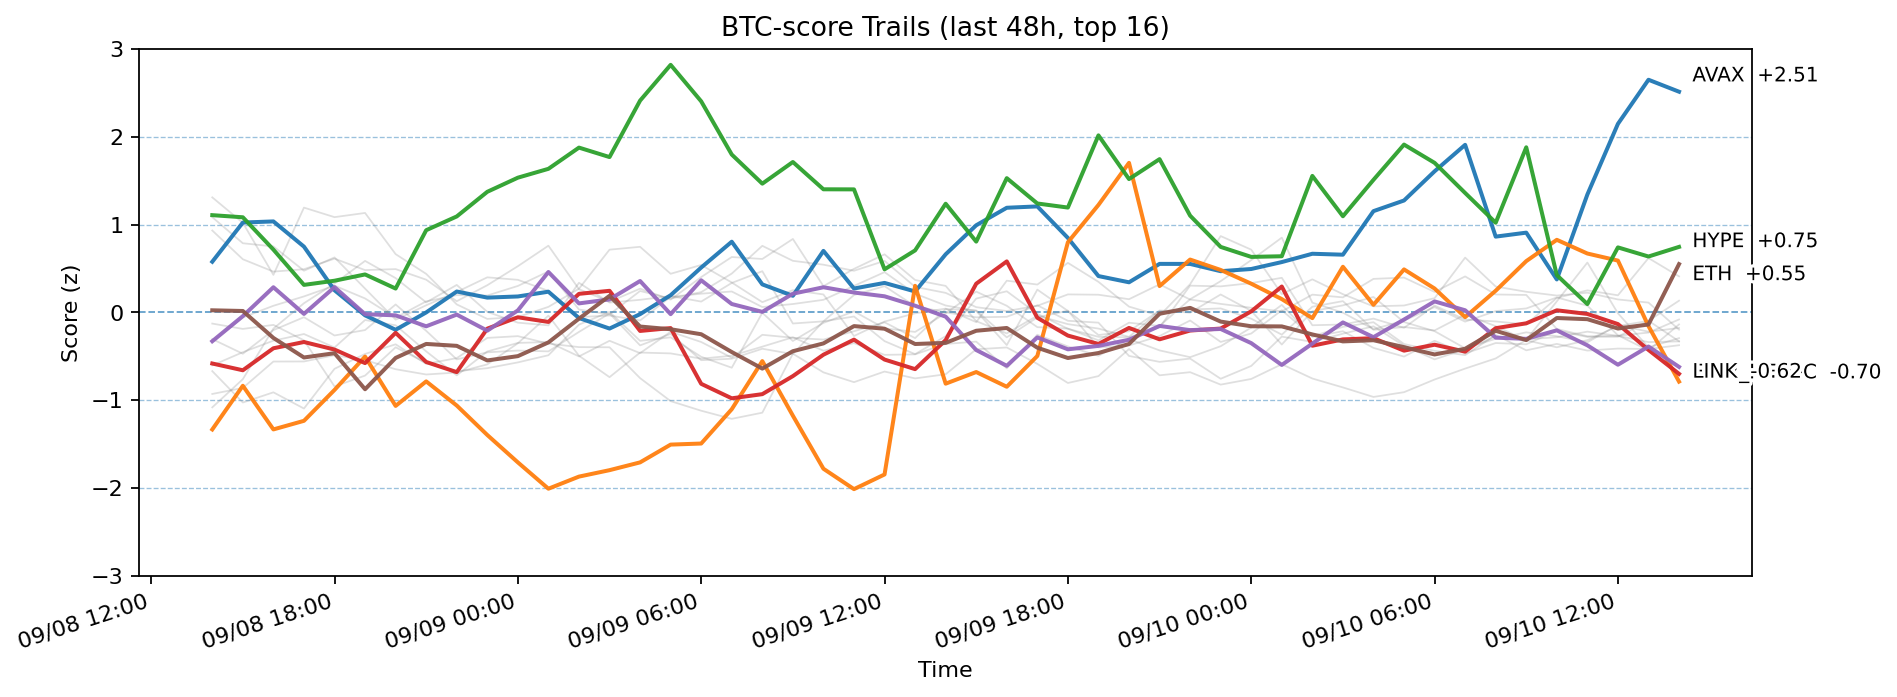 BTC-score Trails (last 48h, top 16)
3
AVAX +2.51
2
1
HYPE +0.75
ETH +0.55
0
LINK -0.62
C -0.70
−1
−2
−3
Score (z)
09/08 12:00
09/08 18:00
09/09 00:00
09/09 06:00
09/09 12:00
09/09 18:00
09/10 00:00
09/10 06:00
09/10 12:00
Time